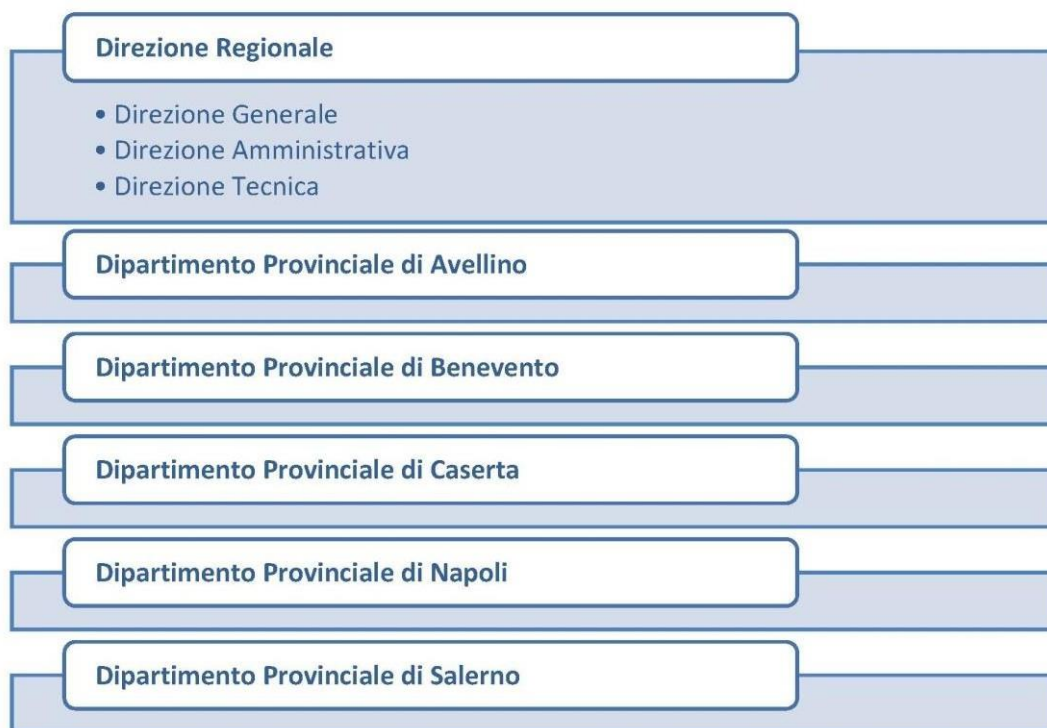 Direzione Regionale
• Direzione Generale
• Direzione Amministrativa
• Direzione Tecnica
Dipartimento Provinciale di Avellino
Dipartimento Provinciale di Benevento
Dipartimento Provinciale di Caserta
Dipartimento Provinciale di Napoli
Dipartimento Provinciale di Salerno